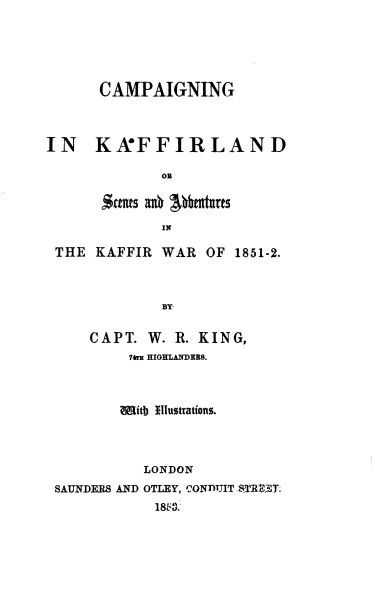 CAMPAIGNING
IN KAFFIRLAND
OR
Scenes and Adventures
IN
THE KAFFIR WAR OF 1851-2.
BY
CAPT. W. R. KING,
74TH HIGHLANDERS.
With Illustrations.
LONDON
SAUNDERS AND OTLEY, CONDUIT STREET.
1853.